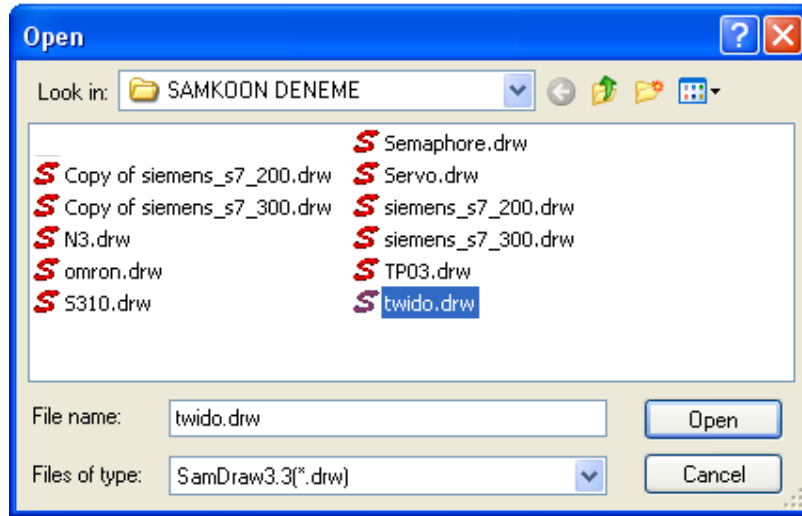 Open
Look in: SAMKOON DENEME
Copy of siemens_s7_200.drw
Copy of siemens_s7_300.drw
N3.drw
omron.drw
S310.drw
Semaphore.drw
Servo.drw
siemens_s7_200.drw
siemens_s7_300.drw
TP03.drw
twido.drw
File name: twido.drw Open
Files of type: SamDraw3.3(*.drw) Cancel